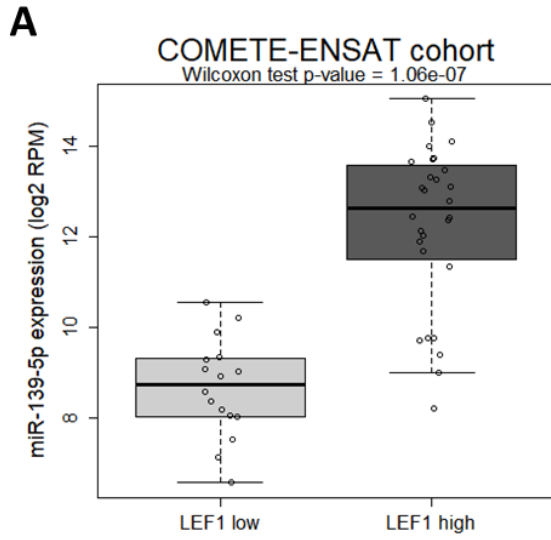 A
COMETE-ENSAT cohort
Wilcoxon test p-value = 1.06e-07
miR-139-5p expression (log2 RPM)
14
12
10
8
LEF1 low
LEF1 high